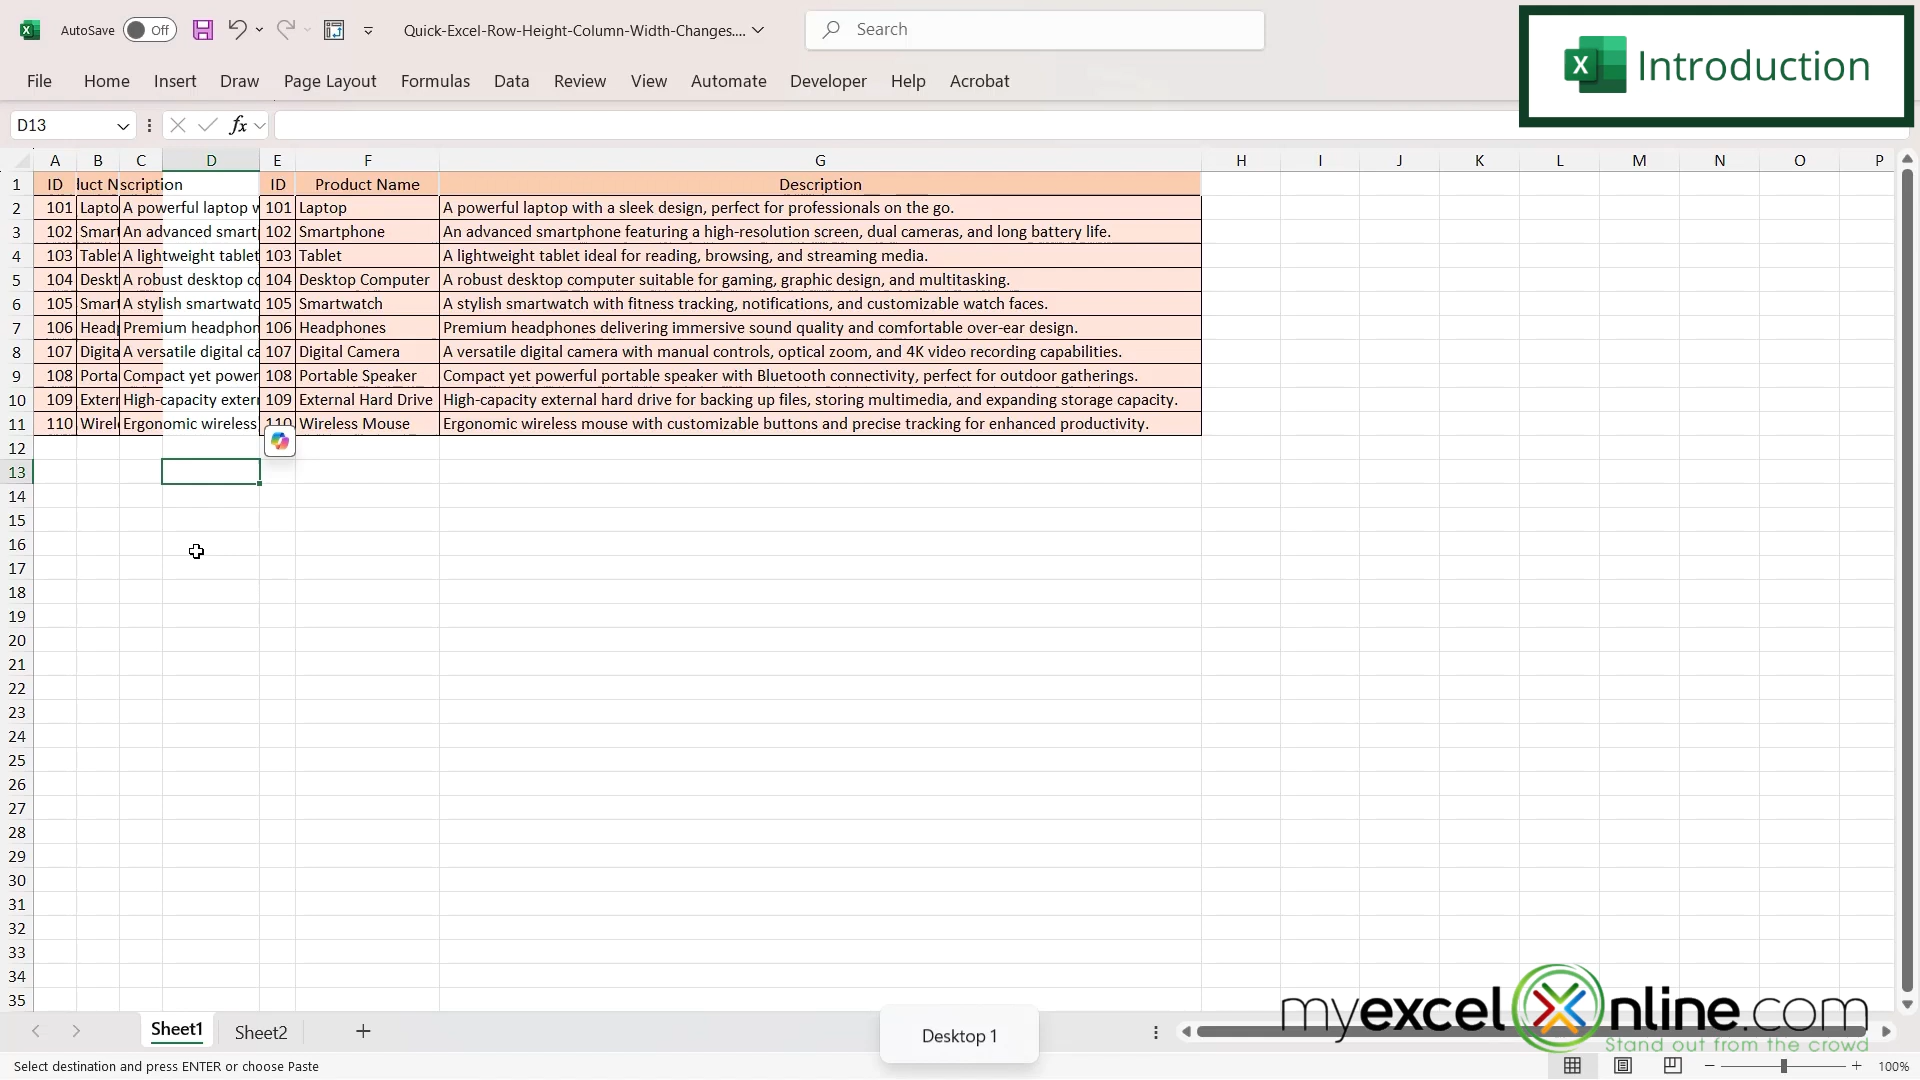 AutoSave Off Quick-Excel-Row-Height-Column-Width-Changes.... Search
Introduction
File Home Insert Draw Page Layout Formulas Data Review View Automate Developer Help Acrobat
D13 fx
A B C D E F G H I J K L M N O P
1 ID luct N scription ID Product Name Description
2 101 Lapto A powerful laptop w 101 Laptop A powerful laptop with a sleek design, perfect for professionals on the go.
3 102 Smart An advanced smart 102 Smartphone An advanced smartphone featuring a high-resolution screen, dual cameras, and long battery life.
4 103 Table A lightweight tablet 103 Tablet A lightweight tablet ideal for reading, browsing, and streaming media.
5 104 Deskt A robust desktop co 104 Desktop Computer A robust desktop computer suitable for gaming, graphic design, and multitasking.
6 105 Smart A stylish smartwatc 105 Smartwatch A stylish smartwatch with fitness tracking, notifications, and customizable watch faces.
7 106 Head Premium headphon 106 Headphones Premium headphones delivering immersive sound quality and comfortable over-ear design.
8 107 Digita A versatile digital ca 107 Digital Camera A versatile digital camera with manual controls, optical zoom, and 4K video recording capabilities.
9 108 Porta Compact yet power 108 Portable Speaker Compact yet powerful portable speaker with Bluetooth connectivity, perfect for outdoor gatherings.
10 109 Exter High-capacity exter 109 External Hard Drive High-capacity external hard drive for backing up files, storing multimedia, and expanding storage capacity.
11 110 Wirel Ergonomic wireless 110 Wireless Mouse Ergonomic wireless mouse with customizable buttons and precise tracking for enhanced productivity.
12
13
14
15
16
17
18
19
20
21
22
23
24
25
26
27
28
29
30
31
32
33
34
35
Sheet1 Sheet2
Desktop 1
myexcelOnline.com
Stand out from the crowd
Select destination and press ENTER or choose Paste 100%